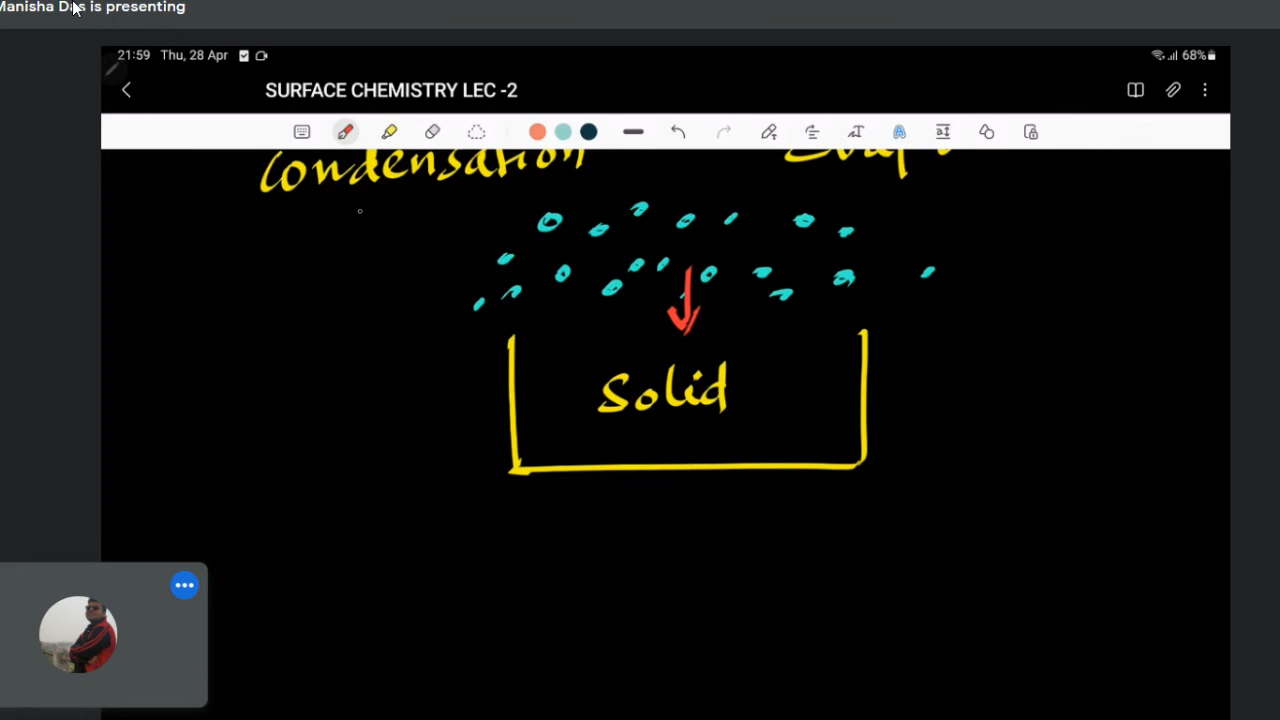 Manisha Das is presenting
21:59 Thu, 28 Apr 68%
SURFACE CHEMISTRY LEC -2
Condensation
Solid